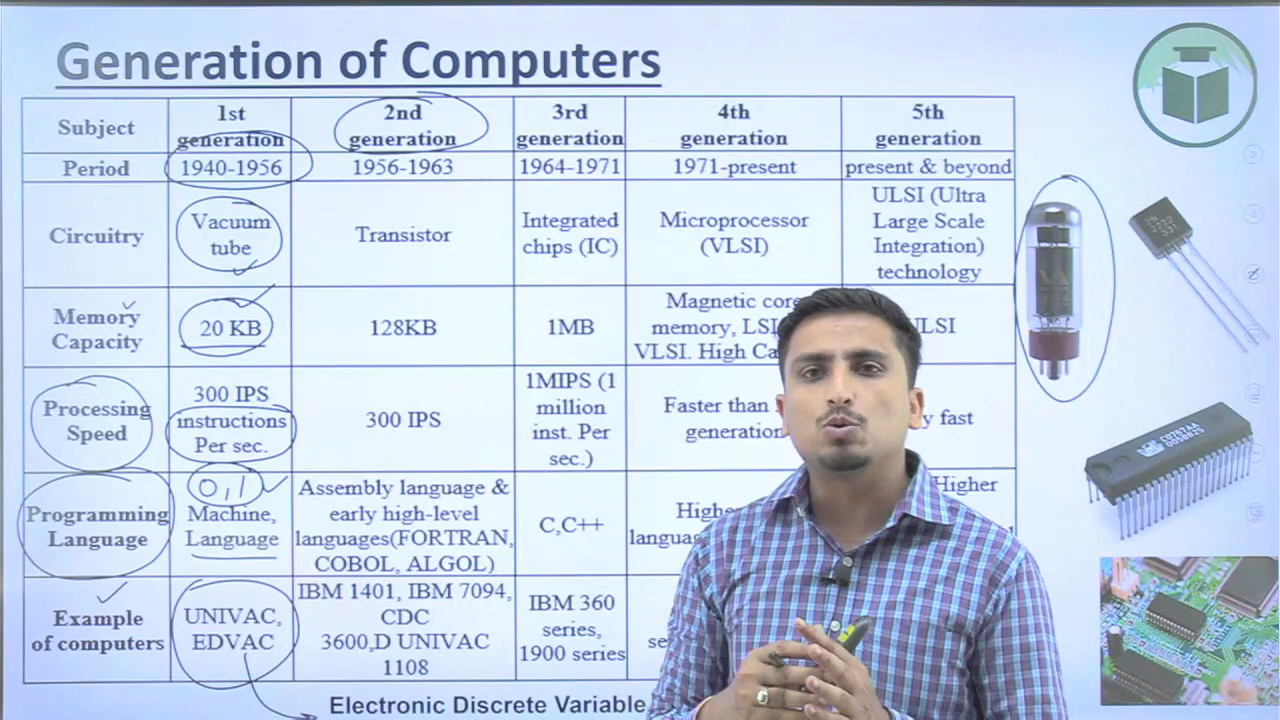 Generation of Computers
Subject
1st
generation
2nd
generation
3rd
generation
4th
generation
5th
generation
Period
1940-1956
1956-1963
1964-1971
1971-present
present & beyond
Circuitry
Vacuum
tube
Transistor
Integrated
chips (IC)
Microprocessor
(VLSI)
ULSI (Ultra
Large Scale
Integration)
technology
Memory
Capacity
20 KB
128KB
1MB
Magnetic core
memory, LSI
VLSI. High
Processing
Speed
300 IPS
instructions
Per sec.
300 IPS
1MIPS (1
million
inst. Per
sec.)
Faster than
generation
fast
Programming
Language
0,1
Machine,
Language
Assembly language &
early high-level
languages(FORTRAN,
COBOL, ALGOL)
C,C++
Higher
Example
of computers
UNIVAC,
EDVAC
IBM 1401, IBM 7094,
CDC
3600,D UNIVAC
1108
IBM 360
series,
1900 series
Electronic Discrete Variable